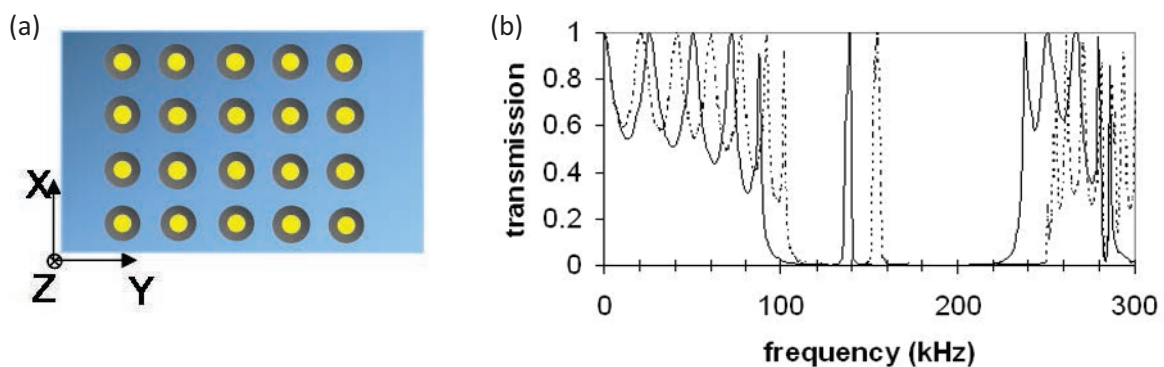 (a)
X
Z
Y
(b)
transmission
1
0.8
0.6
0.4
0.2
0
0 100 200 300
frequency (kHz)